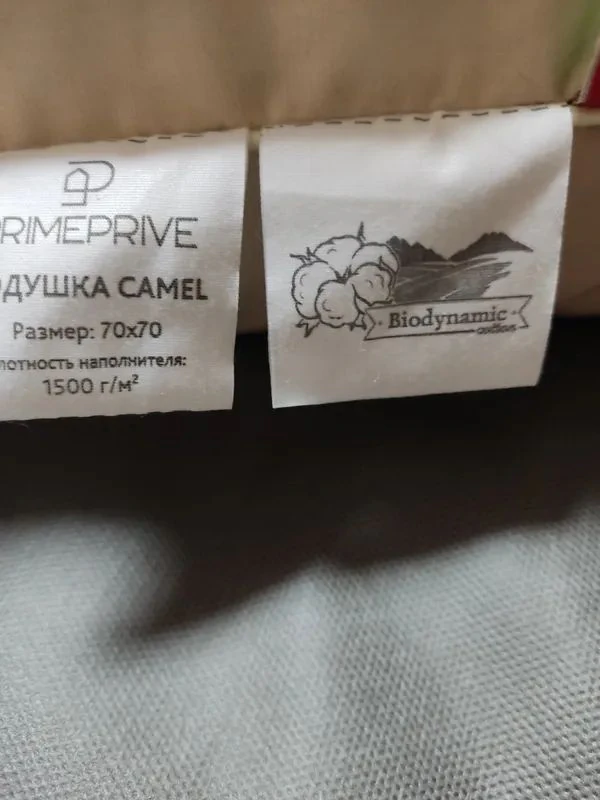 RIMEPRIVE
ДУШКА CAMEL
Размер: 70x70
лотность наполнителя:
1500 г/м²
Biodynamic
cotton